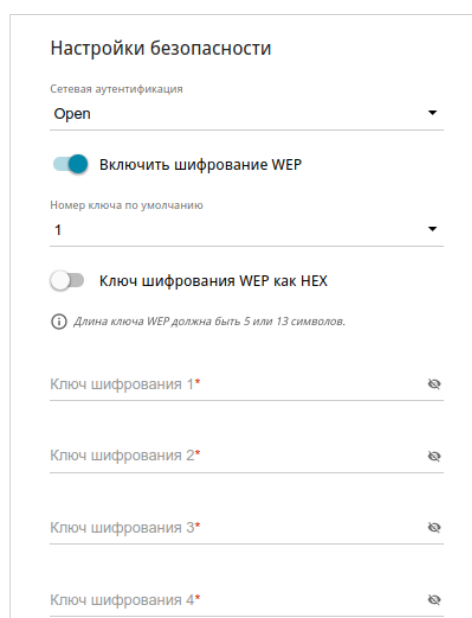 Настройки безопасности
Сетевая аутентификация
Open
Включить шифрование WEP
Номер ключа по умолчанию
1
Ключ шифрования WEP как HEX
Длина ключа WEP должна быть 5 или 13 символов.
Ключ шифрования 1*
Ключ шифрования 2*
Ключ шифрования 3*
Ключ шифрования 4*